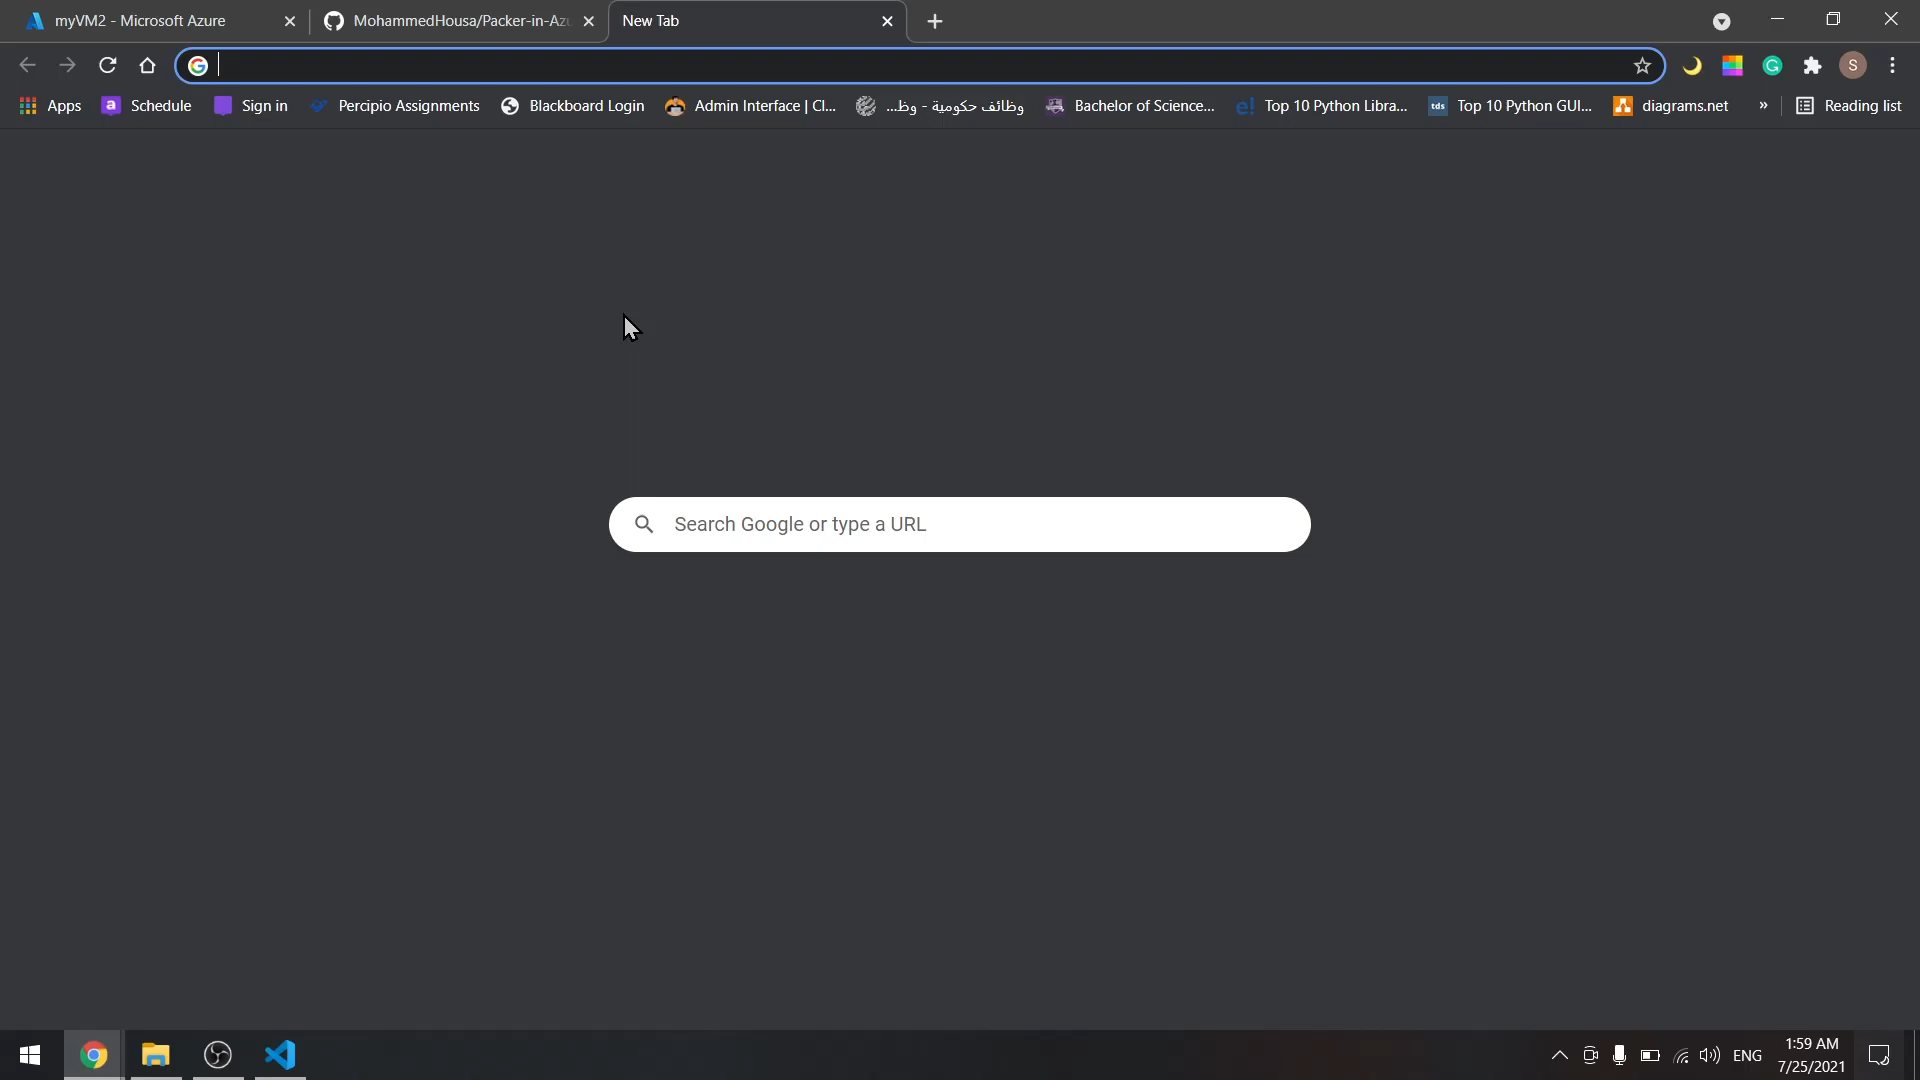 myVM2 - Microsoft Azure
MohammedHousa/Packer-in-Azu
New Tab
S
Apps
Schedule
Sign in
Percipio Assignments
Blackboard Login
Admin Interface | Cl...
وظائف حكومية - وظ...
Bachelor of Science...
Top 10 Python Libra...
Top 10 Python GUI...
diagrams.net
»
Reading list
Search Google or type a URL
ENG
1:59 AM
7/25/2021